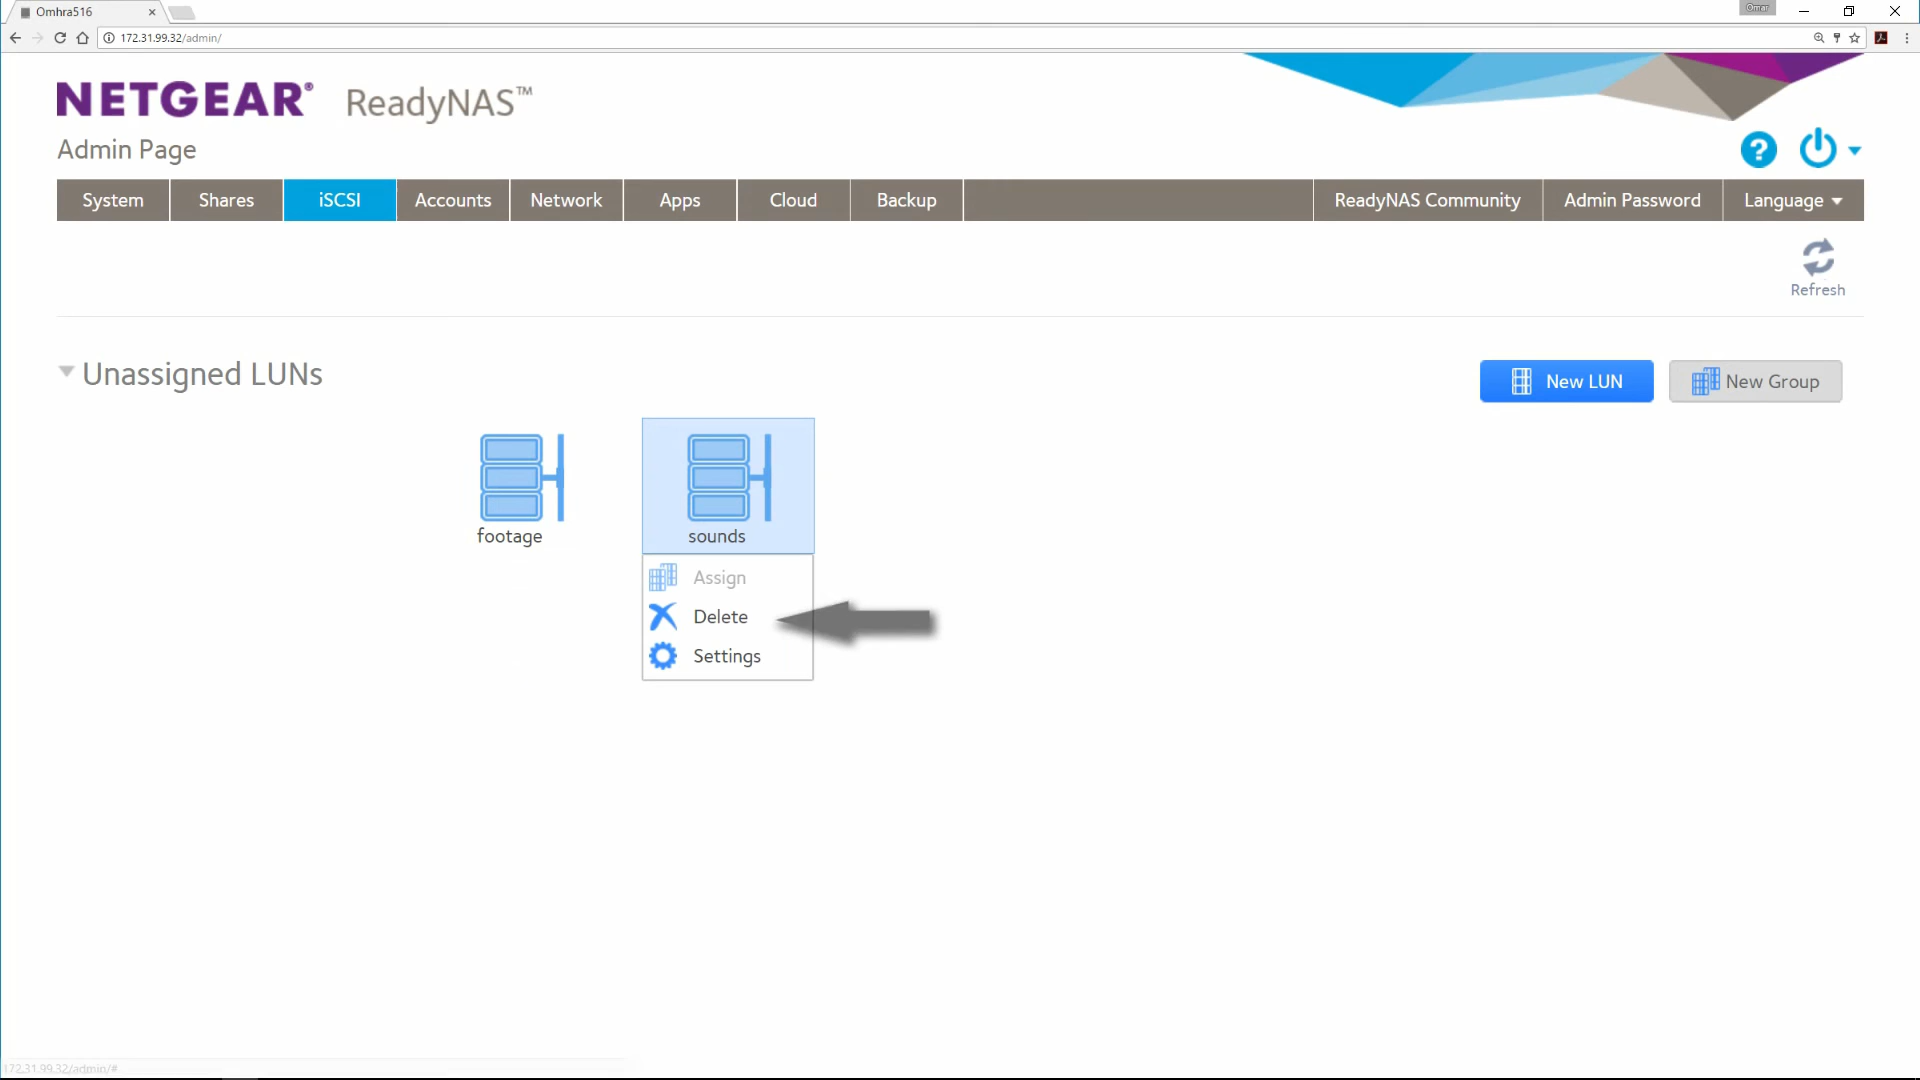 Omhra516
Omar
172.31.99.32/admin/
NETGEAR® ReadyNAS™
Admin Page
System Shares iSCSI Accounts Network Apps Cloud Backup ReadyNAS Community Admin Password Language
Refresh
Unassigned LUNs
New LUN New Group
footage sounds
Assign
Delete
Settings
172.31.99.32/admin/#